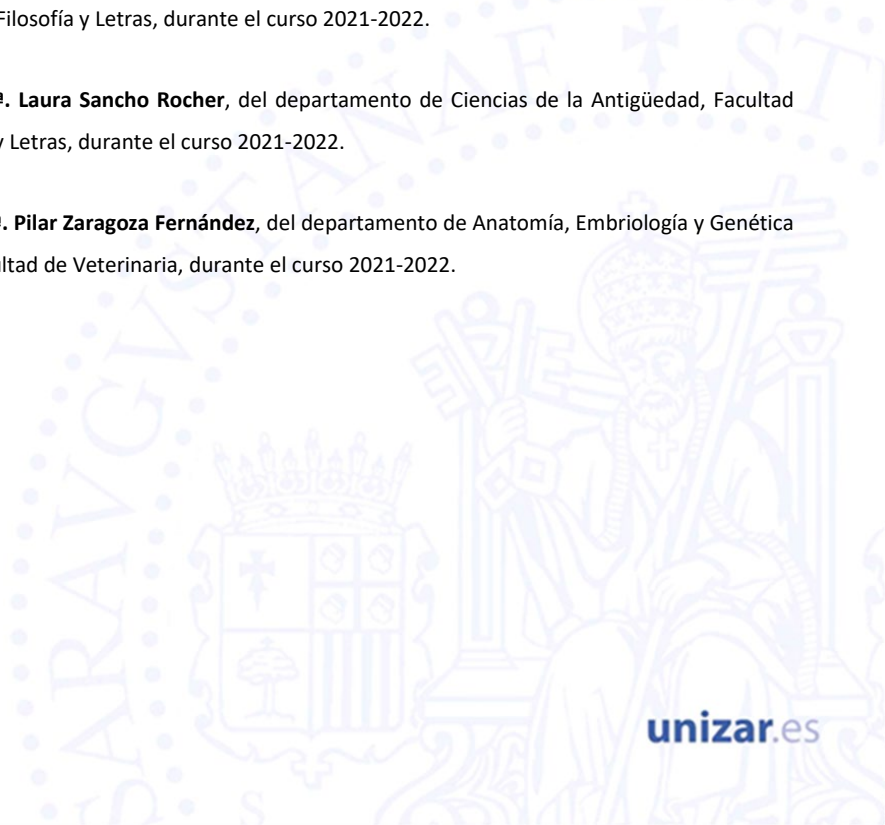 Filosofía y Letras, durante el curso 2021-2022.
ª. Laura Sancho Rocher, del departamento de Ciencias de la Antigüedad, Facultad
y Letras, durante el curso 2021-2022.
ª. Pilar Zaragoza Fernández, del departamento de Anatomía, Embriología y Genética
ultad de Veterinaria, durante el curso 2021-2022.
unizar.es